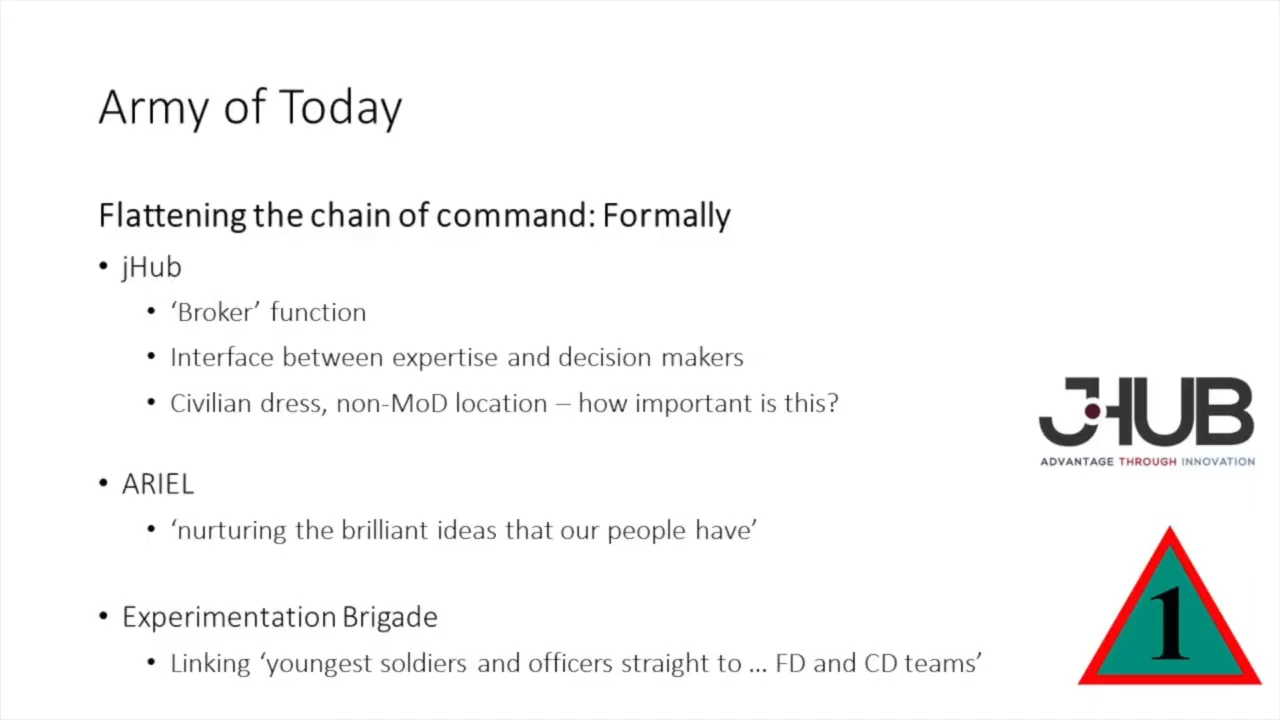 Army of Today
Flattening the chain of command: Formally
• jHub
• ‘Broker’ function
• Interface between expertise and decision makers
• Civilian dress, non-MoD location – how important is this?
JHUB
ADVANTAGE THROUGH INNOVATION
• ARIEL
• ‘nurturing the brilliant ideas that our people have’
• Experimentation Brigade
• Linking ‘youngest soldiers and officers straight to ... FD and CD teams’
1